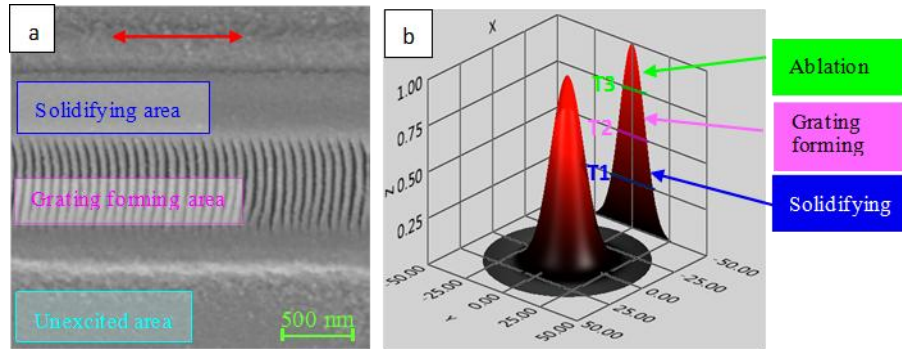 a
Solidifying area
Grating forming area
Unexcited area
500 nm
b
X
1.00
0.75
0.50
0.25
Z
T3
T2
T1
-50.00
-25.00
0.00
25.00
50.00
Y
50.00
25.00
0.00
-25.00
-50.00
Ablation
Grating
forming
Solidifying